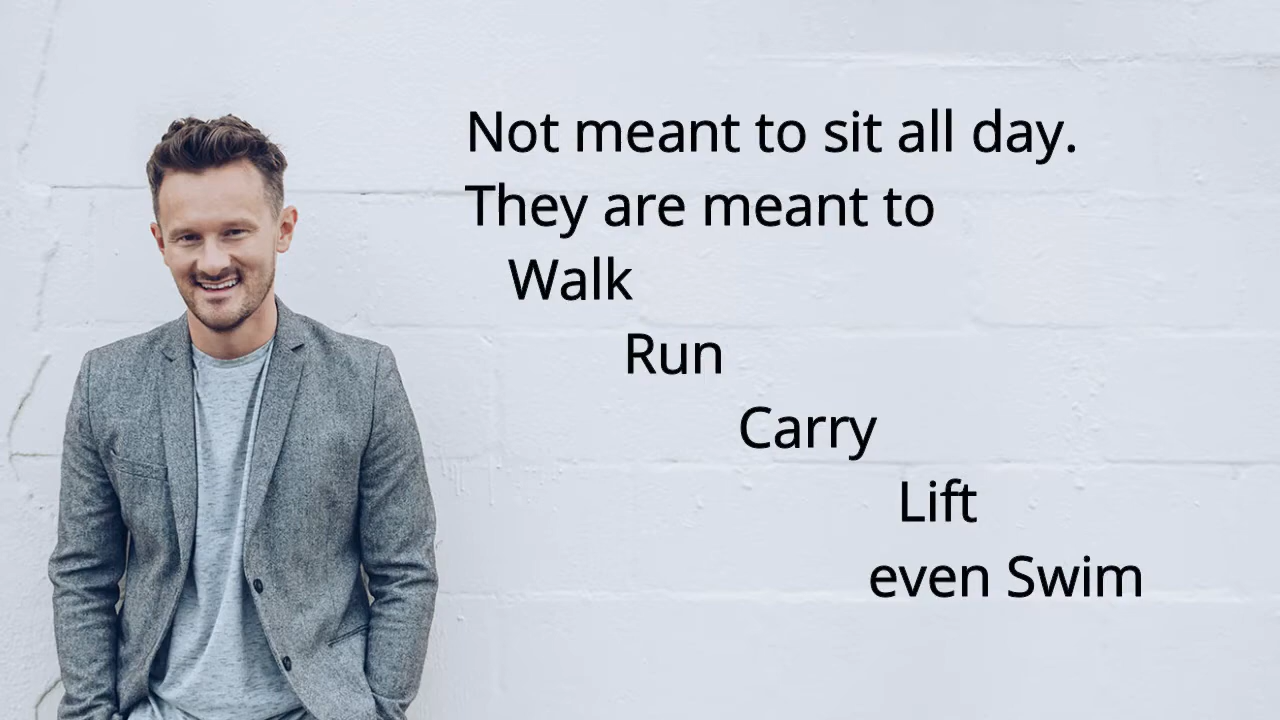 Not meant to sit all day.
They are meant to
Walk
Run
Carry
Lift
even Swim